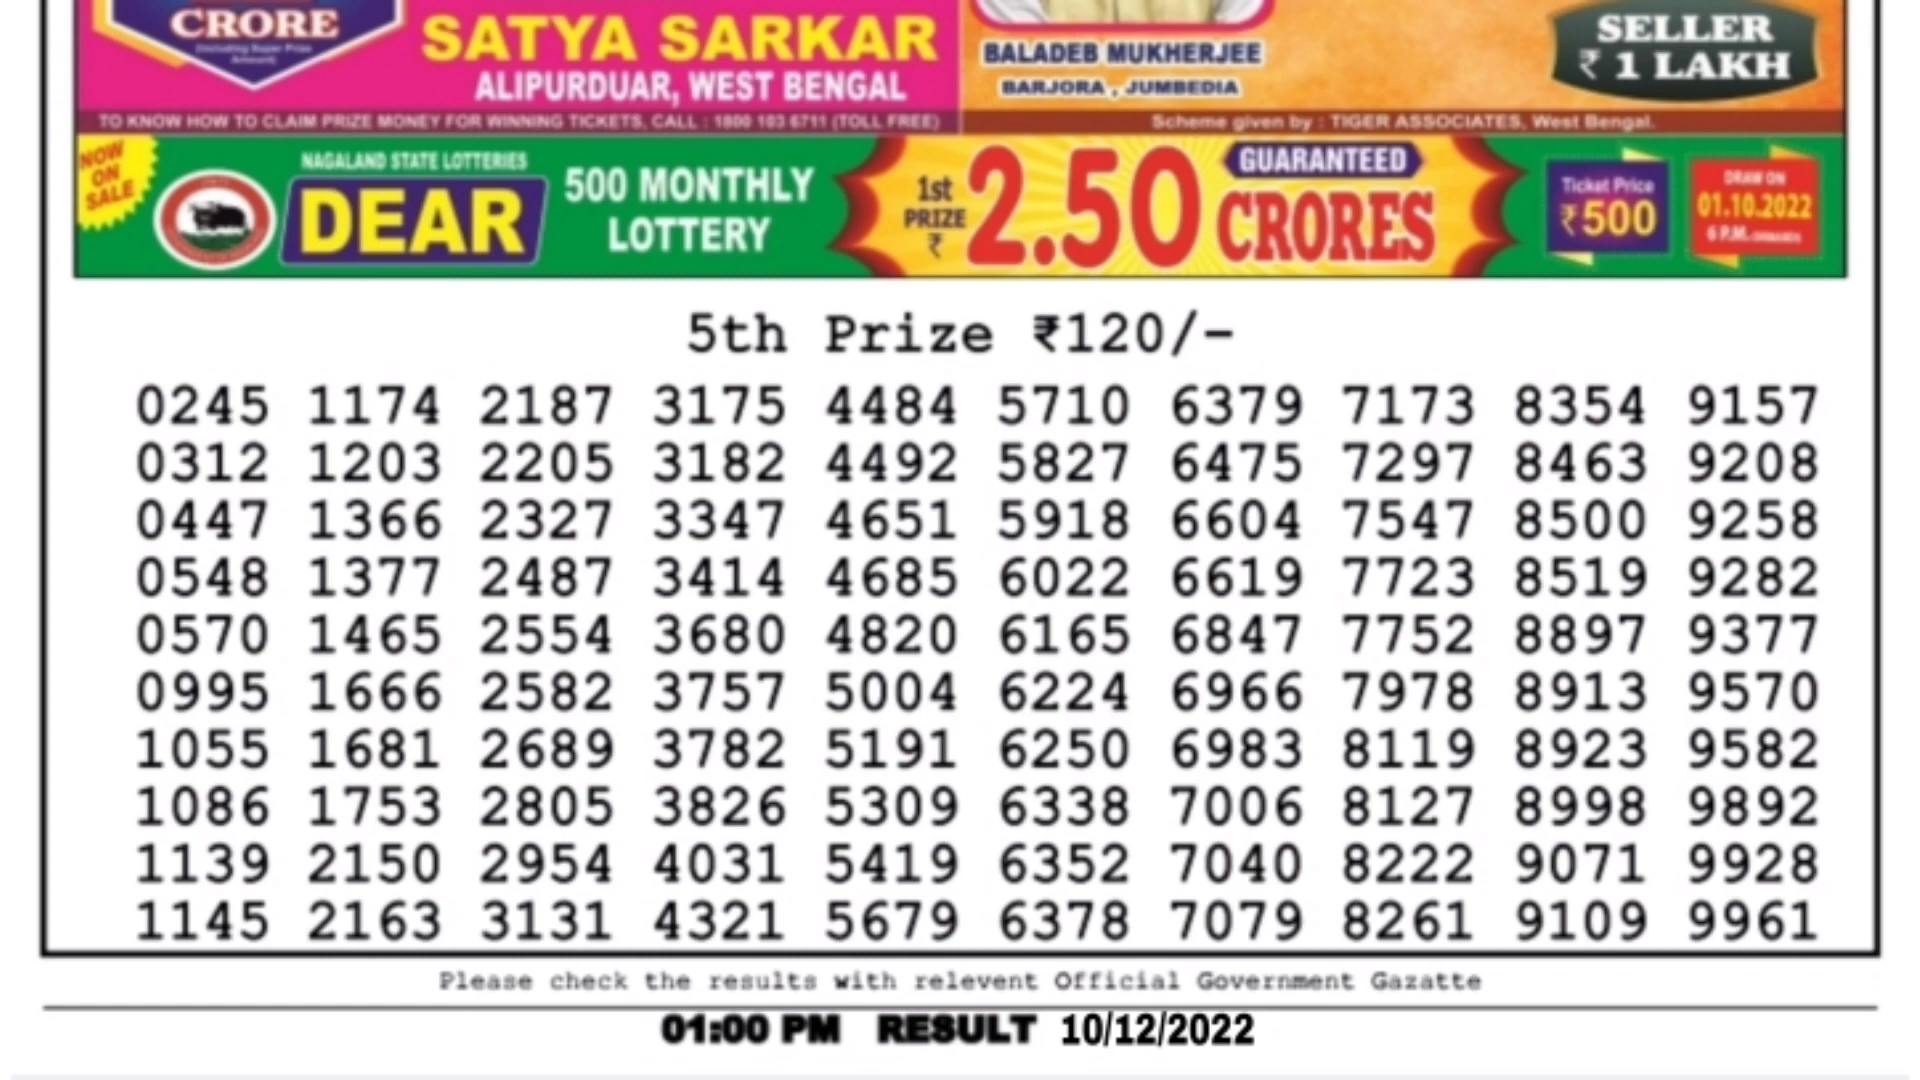 CRORE
(Including Super Prize
Amount)
SATYA SARKAR
ALIPURDUAR, WEST BENGAL
BALADEB MUKHERJEE
BARJORA , JUMBEDIA
SELLER
₹ 1 LAKH
TO KNOW HOW TO CLAIM PRIZE MONEY FOR WINNING TICKETS, CALL : 1800 103 6711 (TOLL FREE)
Scheme given by : TIGER ASSOCIATES, West Bengal.
NOW
ON
SALE
NAGALAND STATE LOTTERIES
DEAR
500 MONTHLY
LOTTERY
1st
PRIZE
₹
2.50
GUARANTEED
CRORES
Ticket Price
₹500
DRAW ON
01.10.2022
6 P.M. ONWARDS
5th Prize ₹120/-
0245 1174 2187 3175 4484 5710 6379 7173 8354 9157
0312 1203 2205 3182 4492 5827 6475 7297 8463 9208
0447 1366 2327 3347 4651 5918 6604 7547 8500 9258
0548 1377 2487 3414 4685 6022 6619 7723 8519 9282
0570 1465 2554 3680 4820 6165 6847 7752 8897 9377
0995 1666 2582 3757 5004 6224 6966 7978 8913 9570
1055 1681 2689 3782 5191 6250 6983 8119 8923 9582
1086 1753 2805 3826 5309 6338 7006 8127 8998 9892
1139 2150 2954 4031 5419 6352 7040 8222 9071 9928
1145 2163 3131 4321 5679 6378 7079 8261 9109 9961
Please check the results with relevent Official Government Gazatte
01:00 PM RESULT 10/12/2022